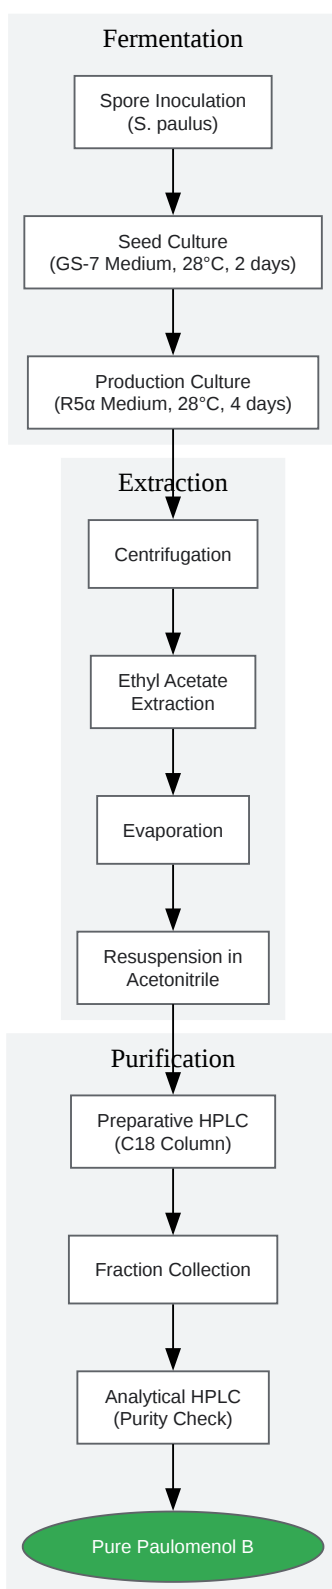 Fermentation
Spore Inoculation
(S. paulus)
Seed Culture
(GS-7 Medium, 28°C, 2 days)
Production Culture
(R5α Medium, 28°C, 4 days)
Extraction
Centrifugation
Ethyl Acetate
Extraction
Evaporation
Resuspension in
Acetonitrile
Purification
Preparative HPLC
(C18 Column)
Fraction Collection
Analytical HPLC
(Purity Check)
Pure Paulomenol B